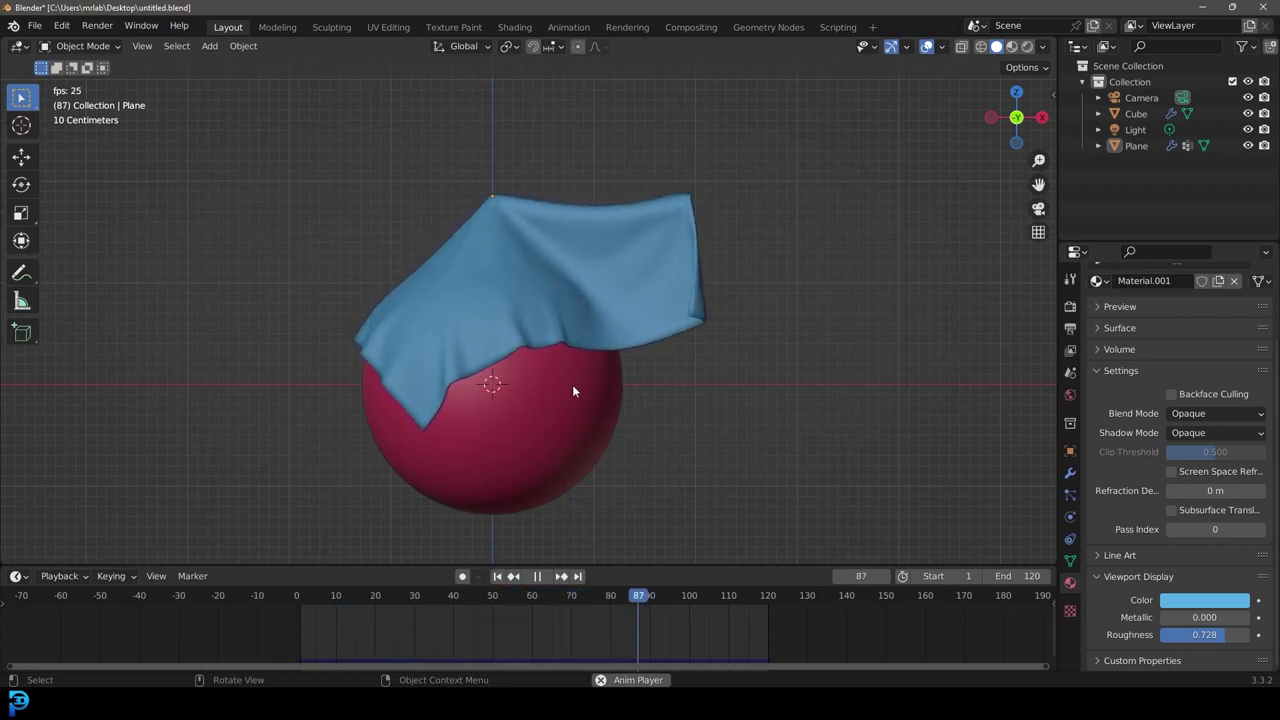 Blender* [C:\Users\mrlab\Desktop\untitled.blend]
File Edit Render Window Help Layout Modeling Sculpting UV Editing Texture Paint Shading Animation Rendering Compositing Geometry Nodes Scripting Scene ViewLayer
Object Mode View Select Add Object Global
Options
fps: 25
(87) Collection | Plane
10 Centimeters
Z
-Y
X
Scene Collection
Collection
Camera
Cube
Light
Plane
Material.001
Preview
Surface
Volume
Settings
Backface Culling
Blend Mode Opaque
Shadow Mode Opaque
Clip Threshold 0.500
Screen Space Refr...
Refraction De... 0 m
Subsurface Transl...
Pass Index 0
Line Art
Viewport Display
Color
Metallic 0.000
Roughness 0.728
Custom Properties
Playback Keying View Marker 87 Start 1 End 120
-70 -60 -50 -40 -30 -20 -10 0 10 20 30 40 50 60 70 80 87 100 110 120 130 140 150 160 170 180 190
Select Rotate View Object Context Menu Anim Player 3.3.2